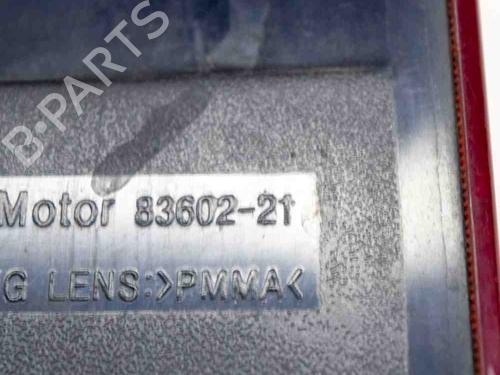 B-PARTS
Motor 83602-21
G LENS:>PMMA<